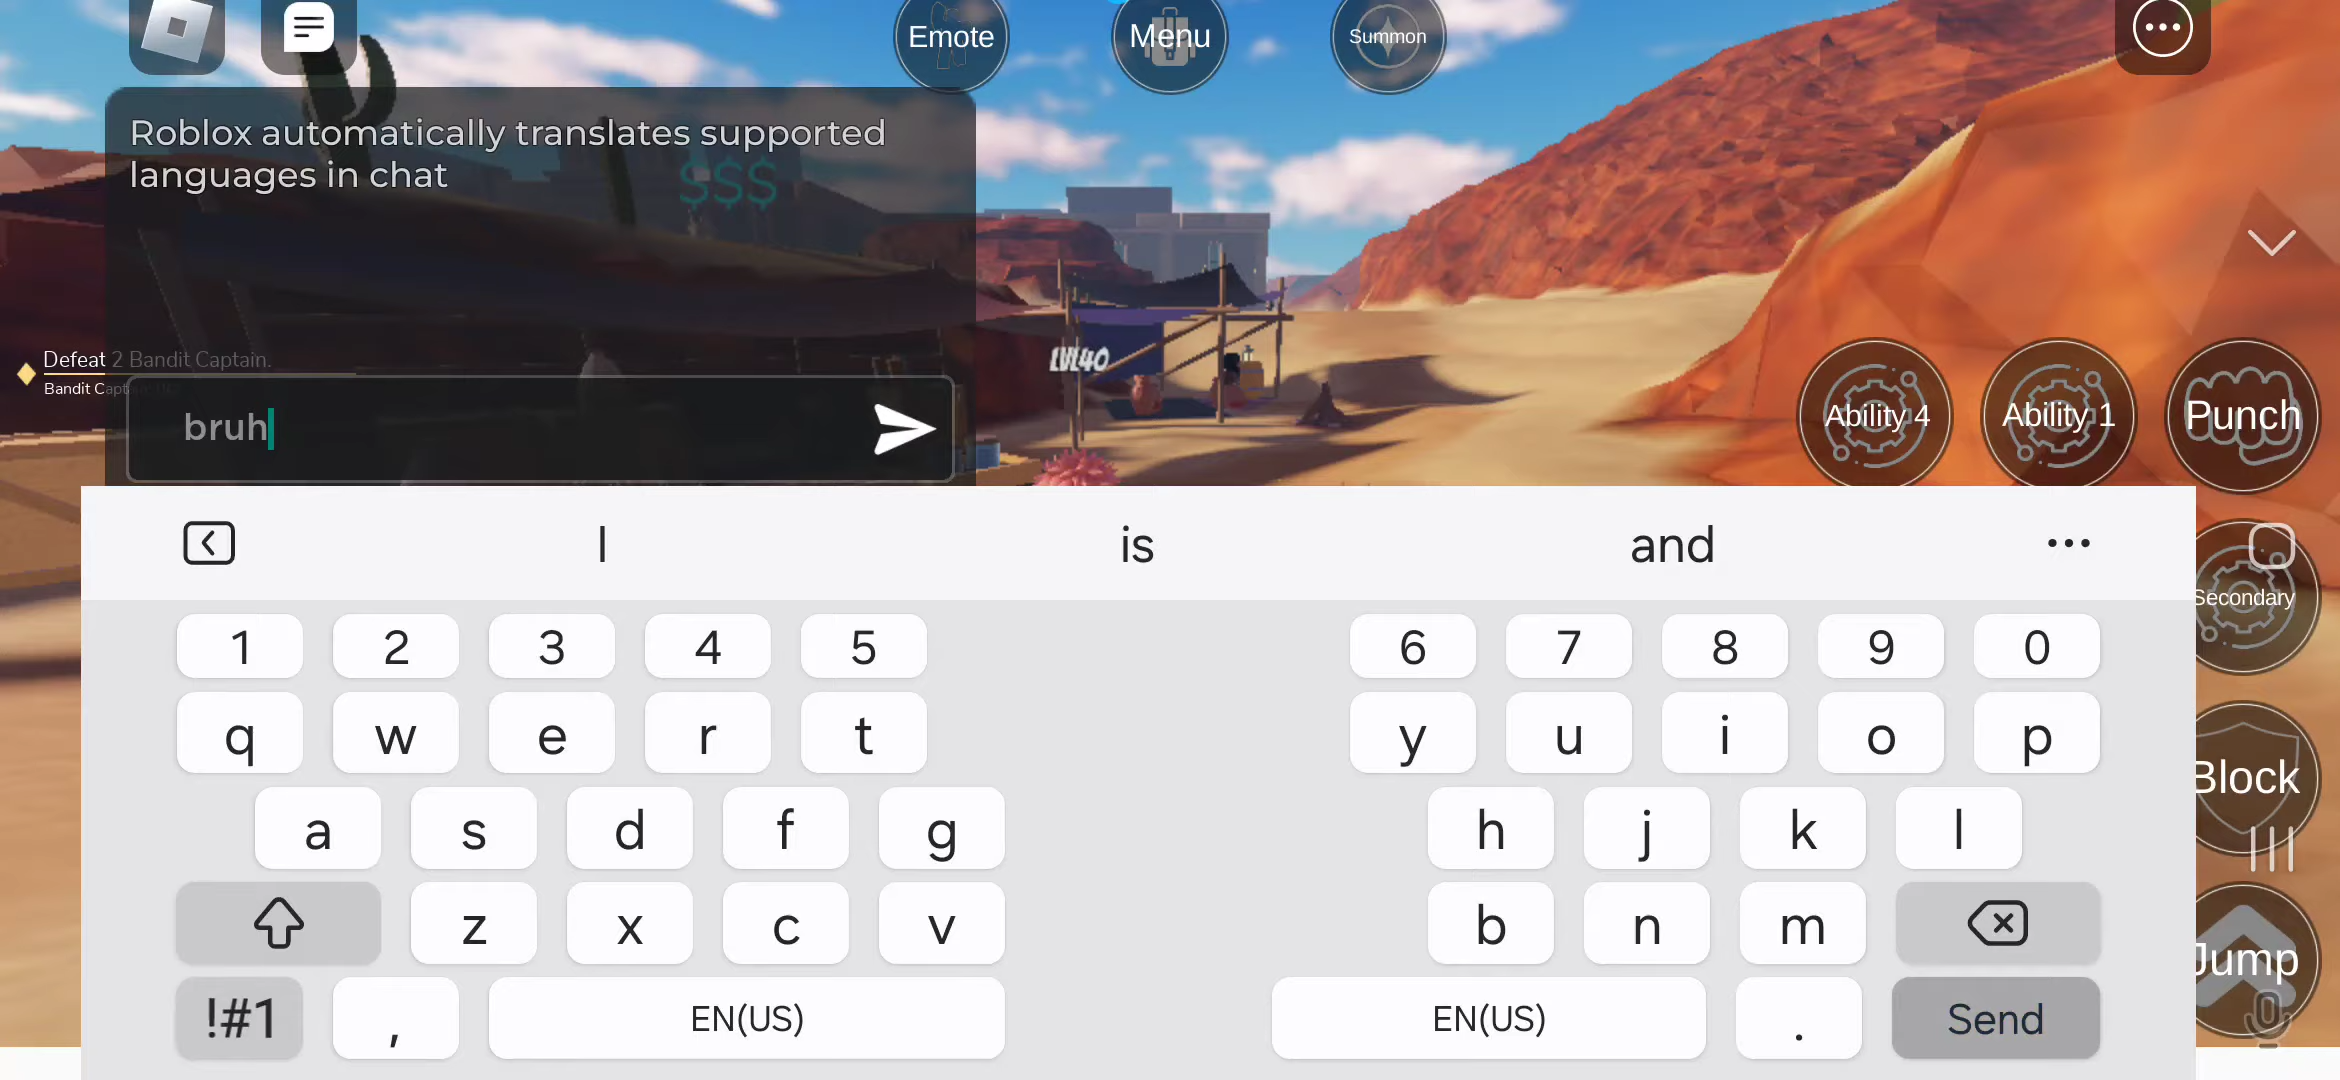 Emote
Menu
Summon
Roblox automatically translates supported
languages in chat
$$$
Defeat 2 Bandit Captain.
Bandit Capt
LVL40
bruh
Ability 4
Ability 1
Punch
I
is
and
Secondary
1 2 3 4 5 6 7 8 9 0
q w e r t y u i o p
Block
a s d f g h j k l
z x c v b n m
Jump
!#1 , EN(US) EN(US) . Send